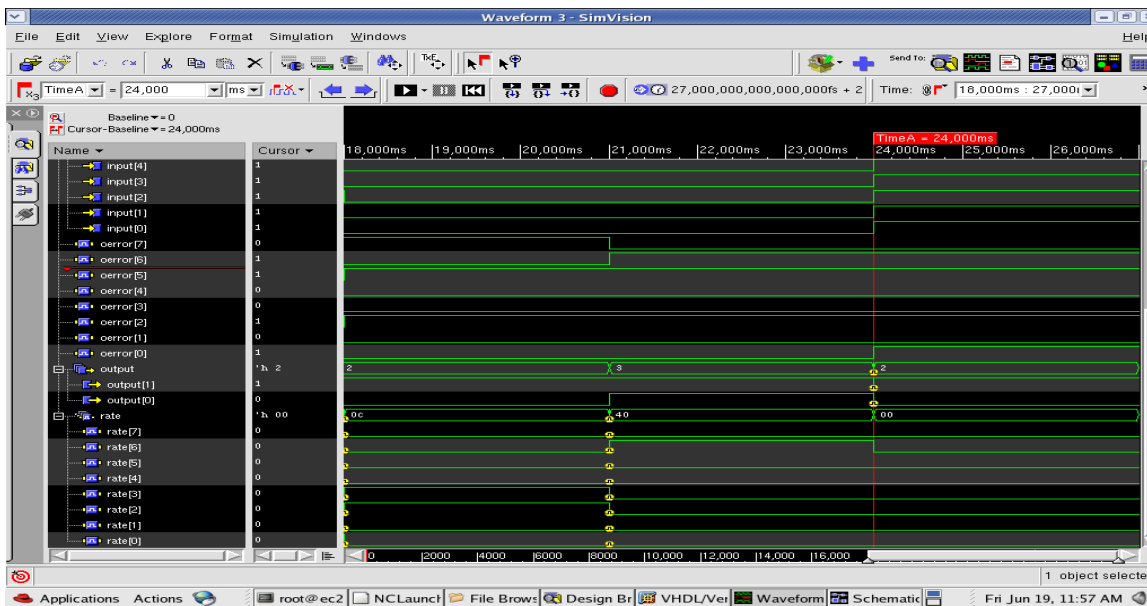 Waveform 3 - SimVision
File Edit View Explore Format Simulation Windows Help
TxE Send To:
TimeA = 24,000 ms 27,000,000,000,000,000fs + 2 Time: 18,000ms : 27,000
Baseline = 0
Cursor-Baseline = 24,000ms
TimeA = 24,000ms
Name Cursor 18,000ms 19,000ms 20,000ms 21,000ms 22,000ms 23,000ms 24,000ms 25,000ms 26,000ms
input[4] 1
input[3] 1
input[2] 1
input[1] 1
input[0] 1
oerror[7] 0
oerror[6] 1
oerror[5] 1
oerror[4] 0
oerror[3] 0
oerror[2] 1
oerror[1] 0
oerror[0] 1
output 'h 2 2 3 2
output[1] 1
output[0] 0
rate 'h 00 0c 40 00
rate[7] 0
rate[6] 0
rate[5] 0
rate[4] 0
rate[3] 0
rate[2] 0
rate[1] 0
rate[0] 0
0 2000 4000 6000 8000 10,000 12,000 14,000 16,000
1 object selecte
Applications Actions root@ec2 NCLaunch File Brows Design Br VHDL/Ver Waveform Schematic Fri Jun 19, 11:57 AM